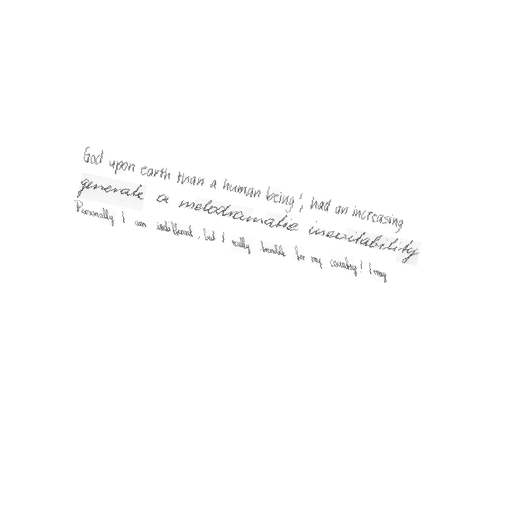 God upon earth than a human being ; had an increasing
generate a melodramatic inevitability
Personally I am indifferent , but I really tremble for my country ! I may